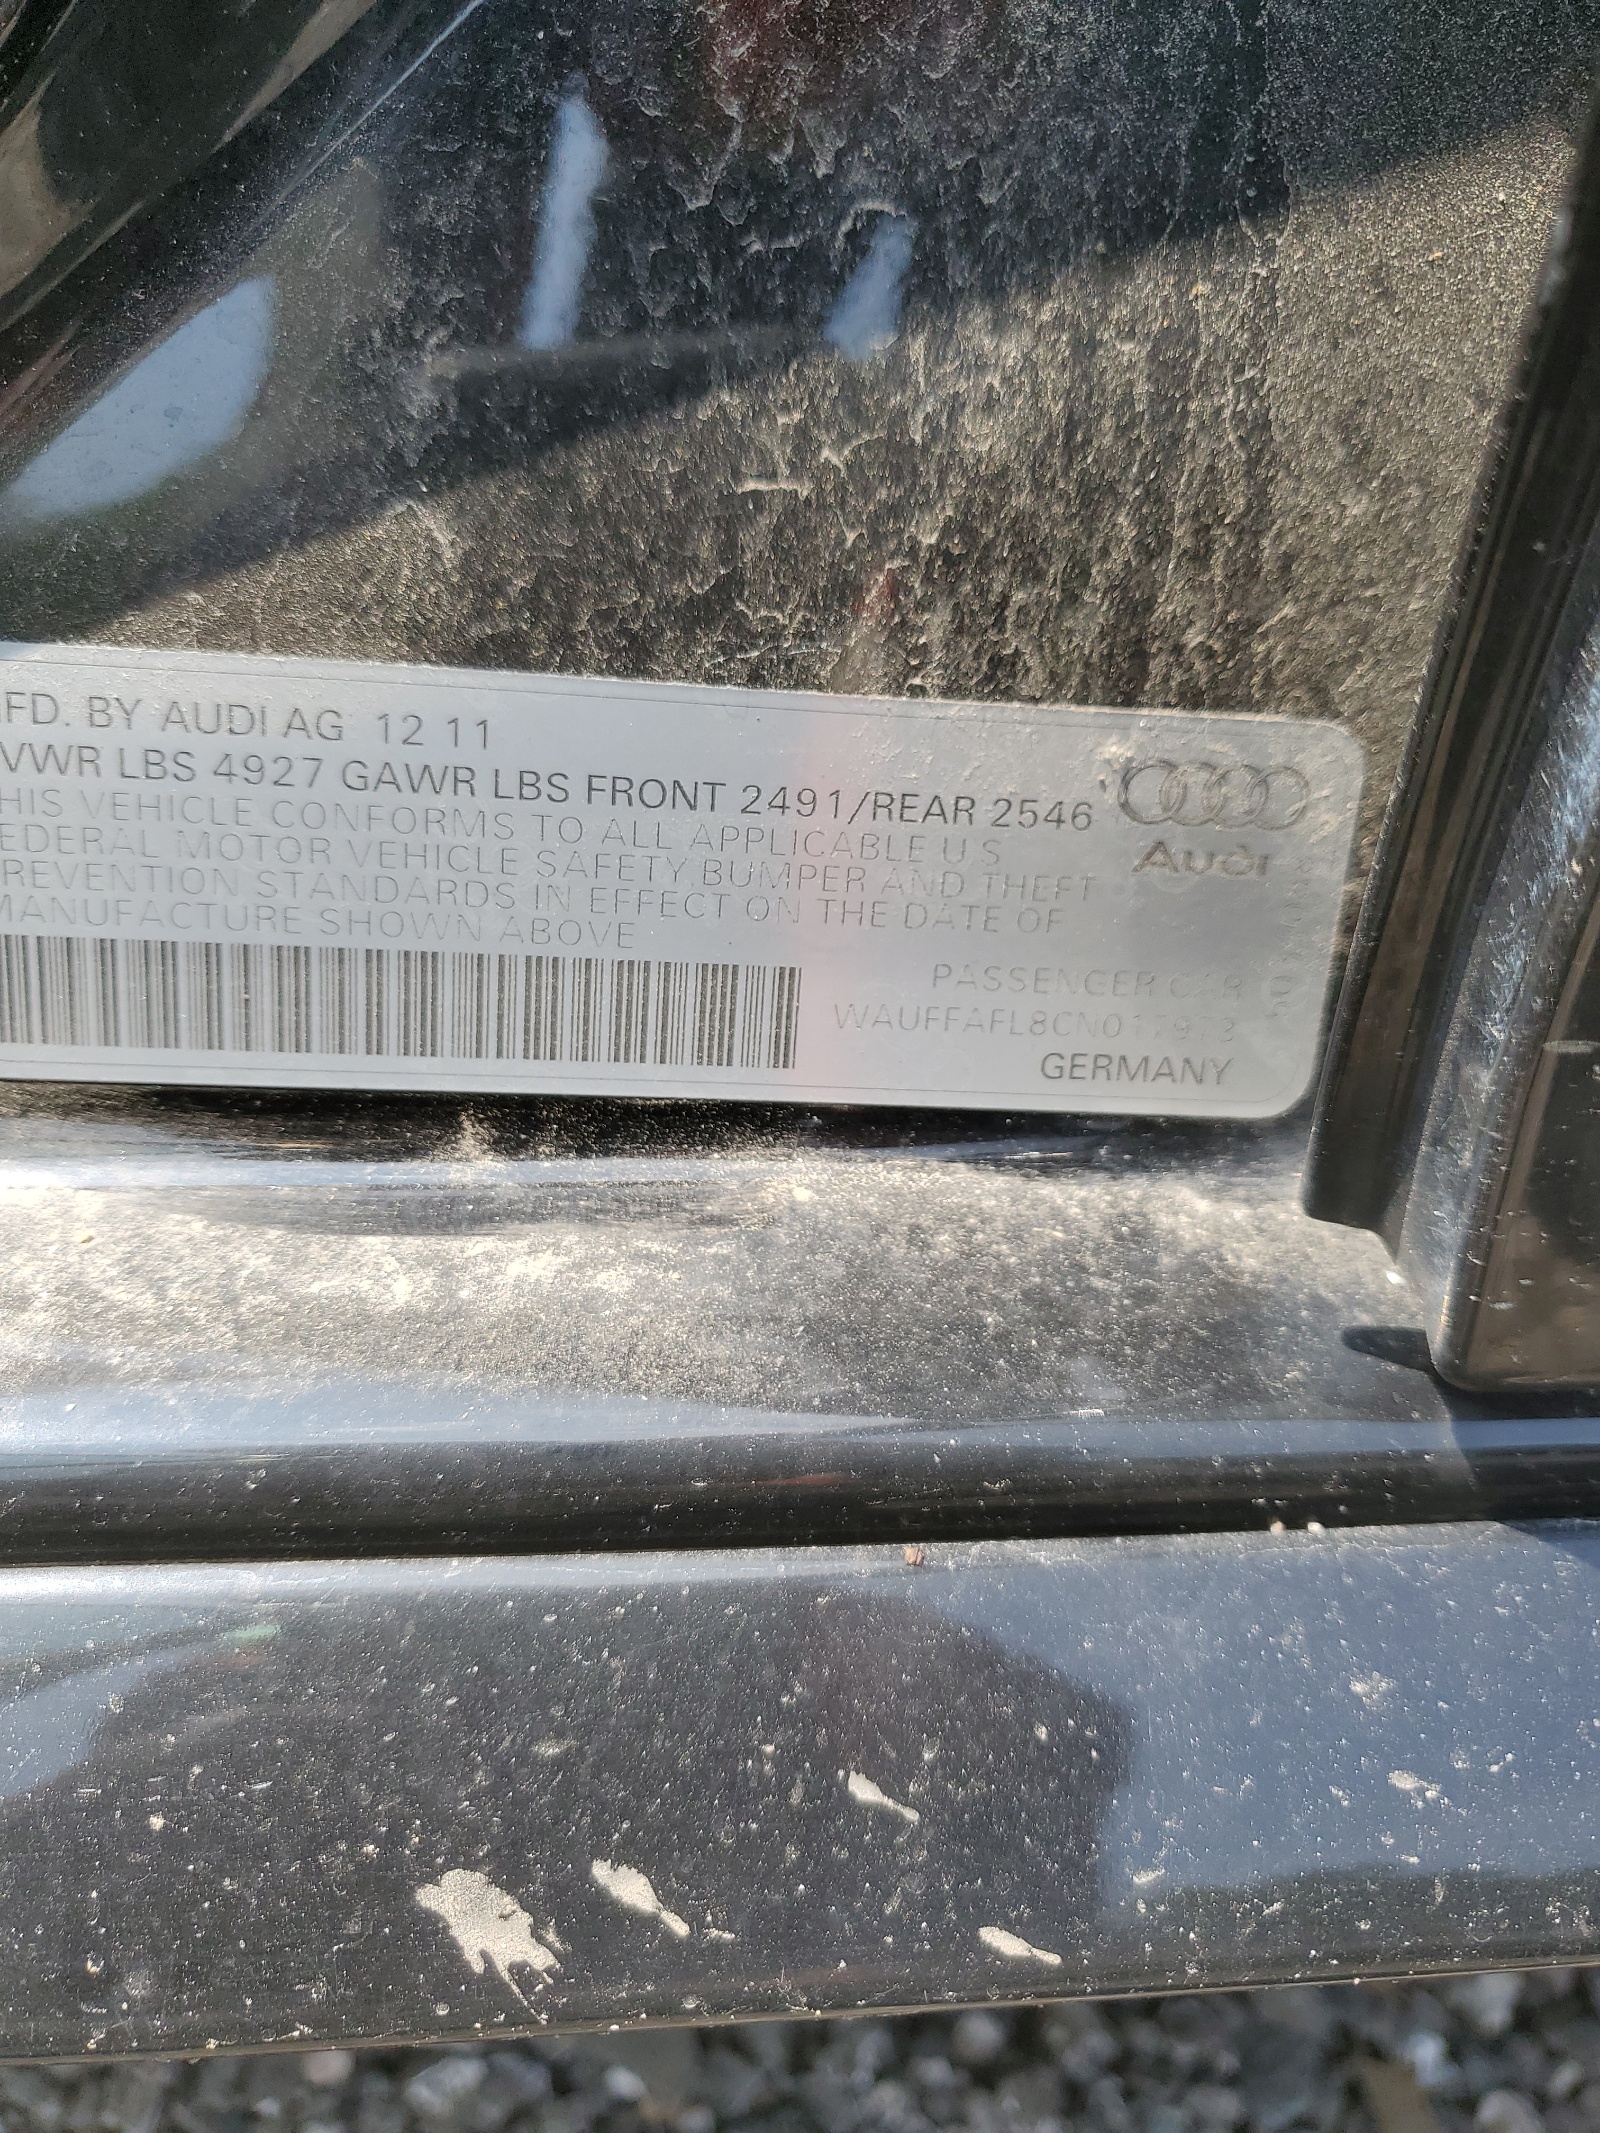 MFD. BY AUDI AG 12 11
VWR LBS 4927 GAWR LBS FRONT 2491/REAR 2546
HIS VEHICLE CONFORMS TO ALL APPLICABLE U S
EDERAL MOTOR VEHICLE SAFETY BUMPER AND THEFT
REVENTION STANDARDS IN EFFECT ON THE DATE OF
MANUFACTURE SHOWN ABOVE
Audi
PASSENGER CAR
WAUFFAFL8CN017973
GERMANY